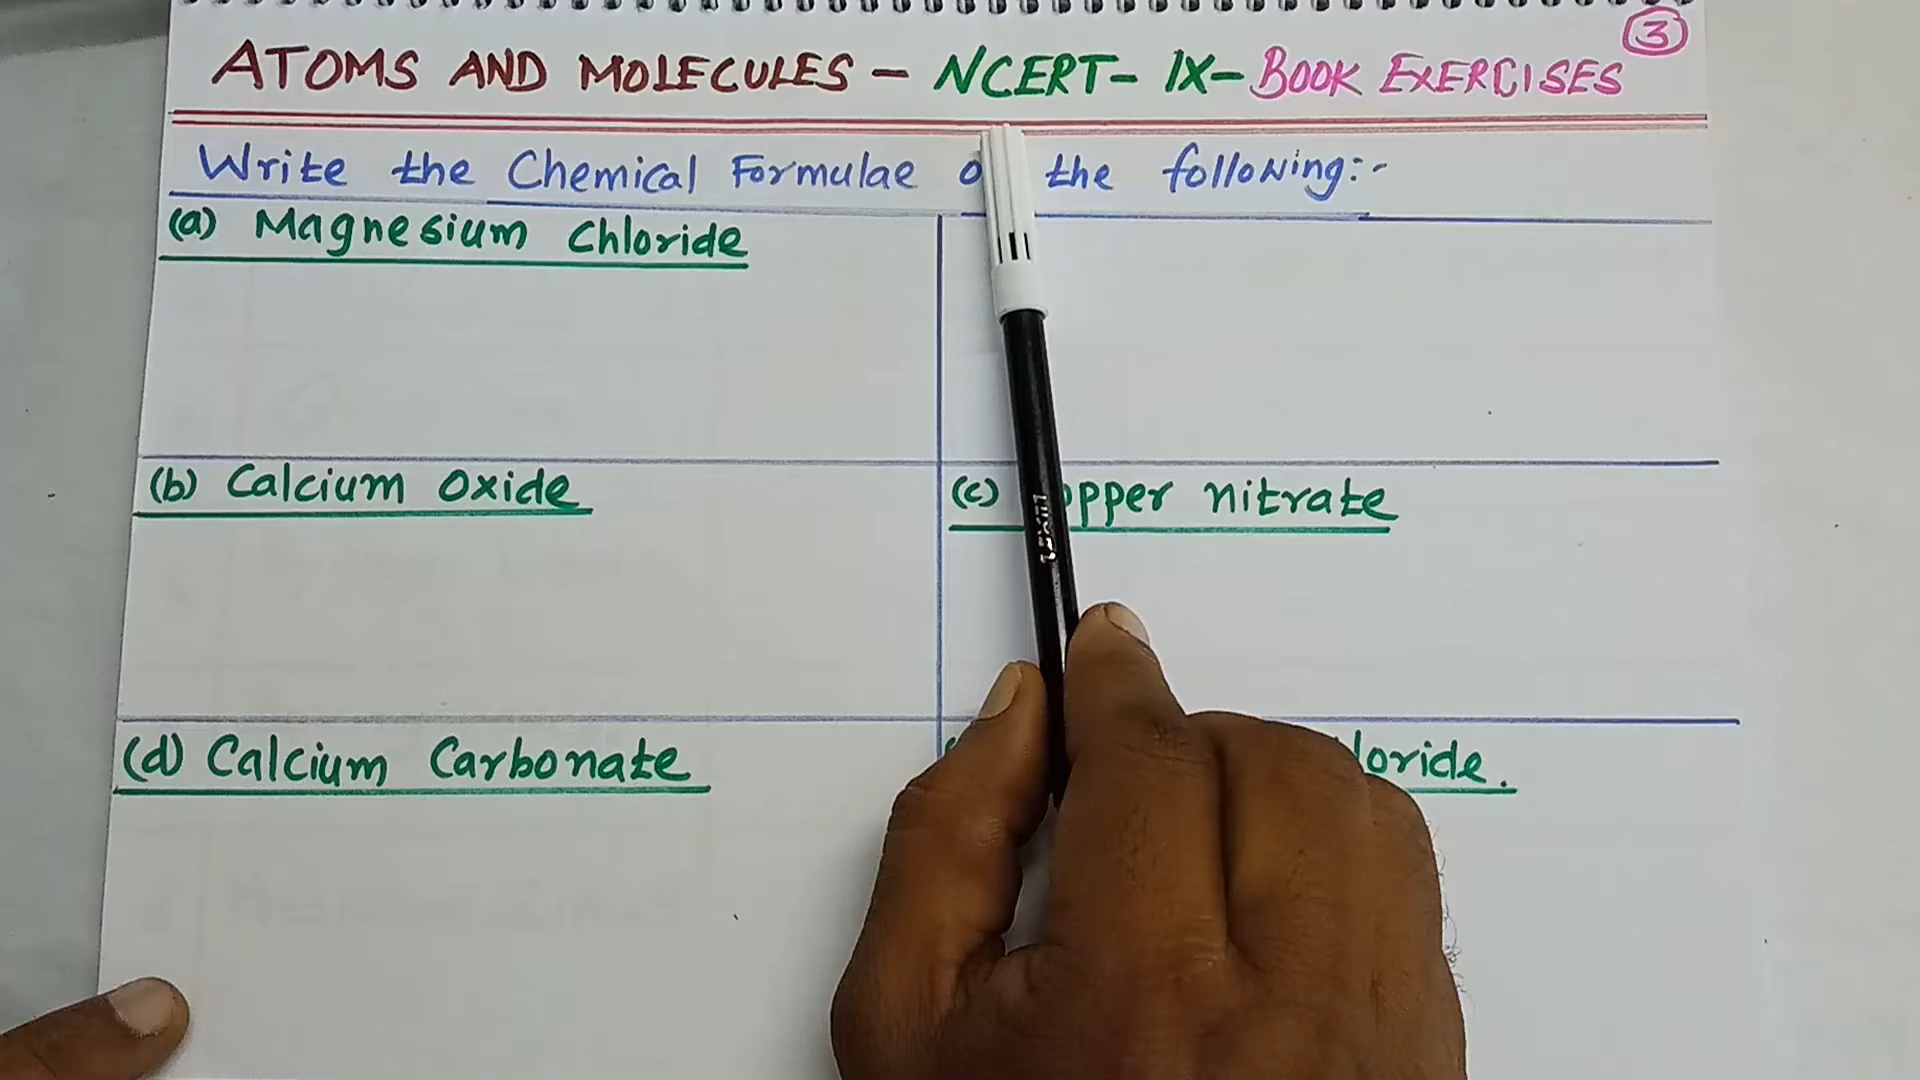 3
ATOMS AND MOLECULES - NCERT- IX- BOOK EXERCISES
Write the Chemical Formulae the following:-
(a) Magnesium Chloride
(b) Calcium Oxide
(c) opper nitrate
(d) Calcium Carbonate
loride.